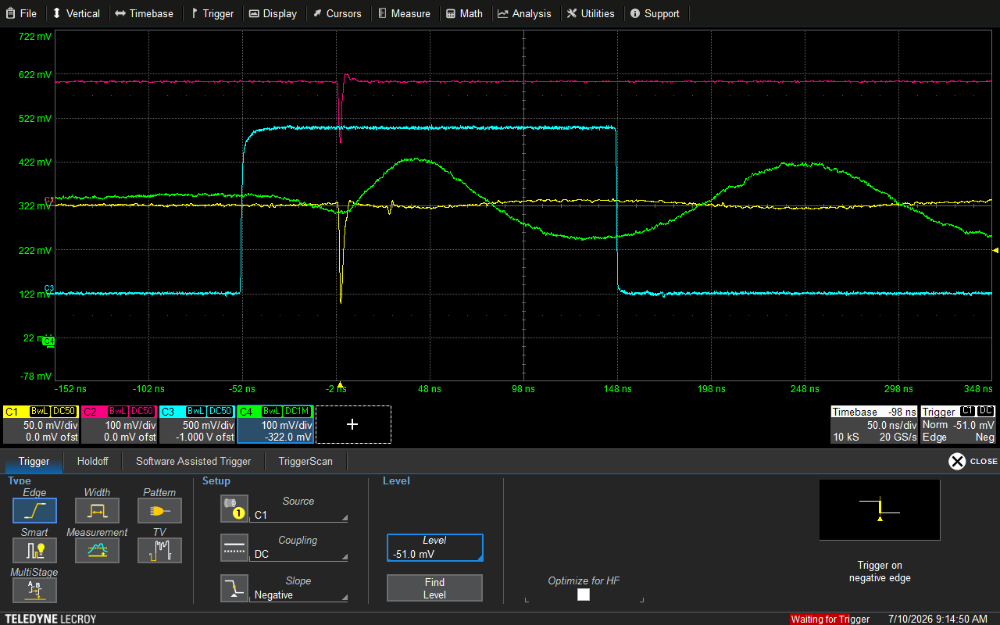 File Vertical Timebase Trigger Display Cursors Measure Math Analysis Utilities Support
722 mV
622 mV
522 mV
422 mV
C1
322 mV
222 mV
C3
122 mV
22
C4
-78 mV
-152 ns -102 ns -52 ns -2 ns 48 ns 98 ns 148 ns 198 ns 248 ns 298 ns 348 ns
C1 BwL DC50 C2 BwL DC50 C3 BwL DC50 C4 BwL DC1M
50.0 mV/div 100 mV/div 500 mV/div 100 mV/div
0.0 mV ofst 0.0 mV ofst -1.000 V ofst -322.0 mV
+
Timebase -98 ns Trigger C1 DC
50.0 ns/div Norm -51.0 mV
10 kS 20 GS/s Edge Neg
Trigger Holdoff Software Assisted Trigger TriggerScan CLOSE
Type Setup Level
Edge Width Pattern
Smart Measurement TV
MultiStage
A B
Source
1
C1
Coupling
DC
Slope
Negative
Level
-51.0 mV
Find
Level
Optimize for HF
Trigger on
negative edge
TELEDYNE LECROY Waiting for Trigger 7/10/2026 9:14:50 AM